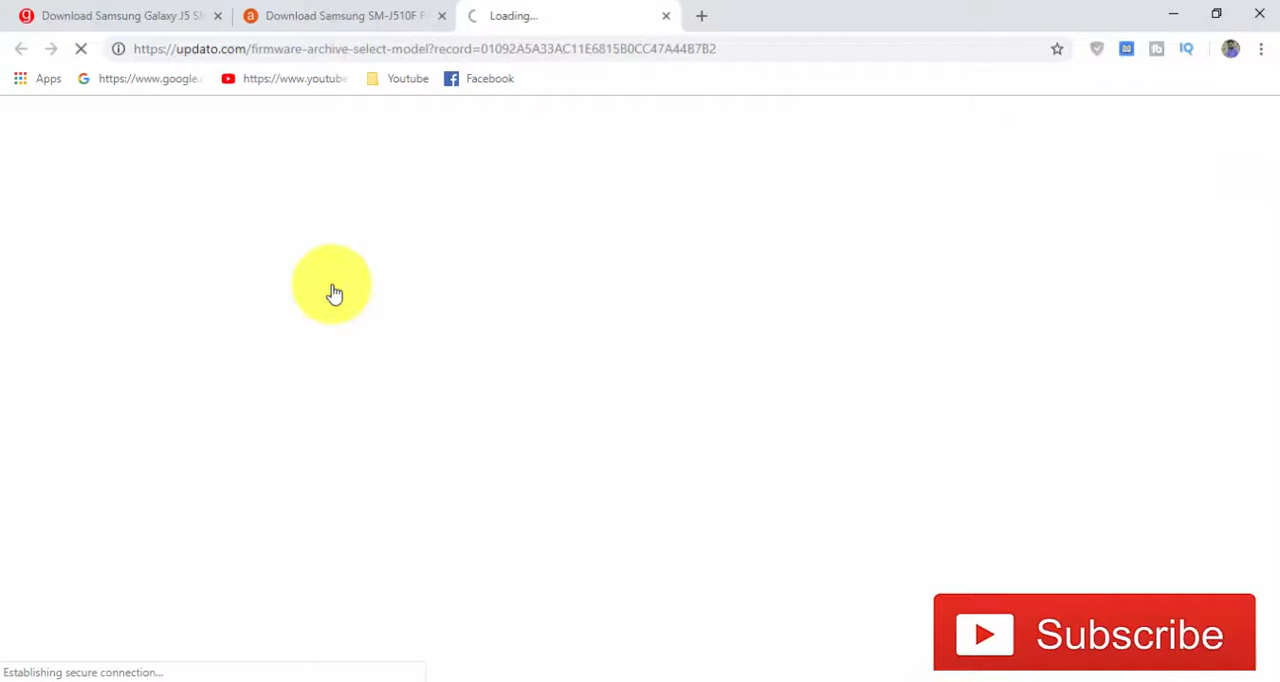 Download Samsung Galaxy J5 S
Download Samsung SM-J510F F
Loading...
https://updato.com/firmware-archive-select-model?record=01092A5A33AC11E6815B0CC47A44B7B2
Apps
https://www.google.
https://www.youtube
Youtube
Facebook
Subscribe
Establishing secure connection...